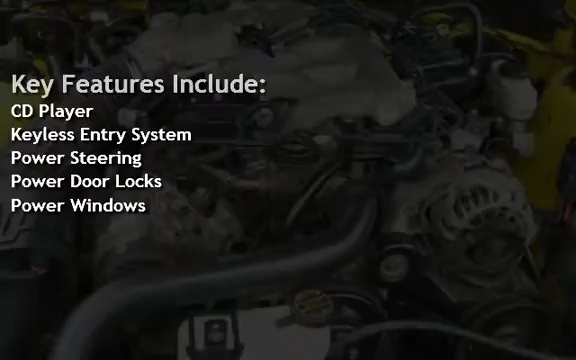 Key Features Include:
CD Player
Keyless Entry System
Power Steering
Power Door Locks
Power Windows